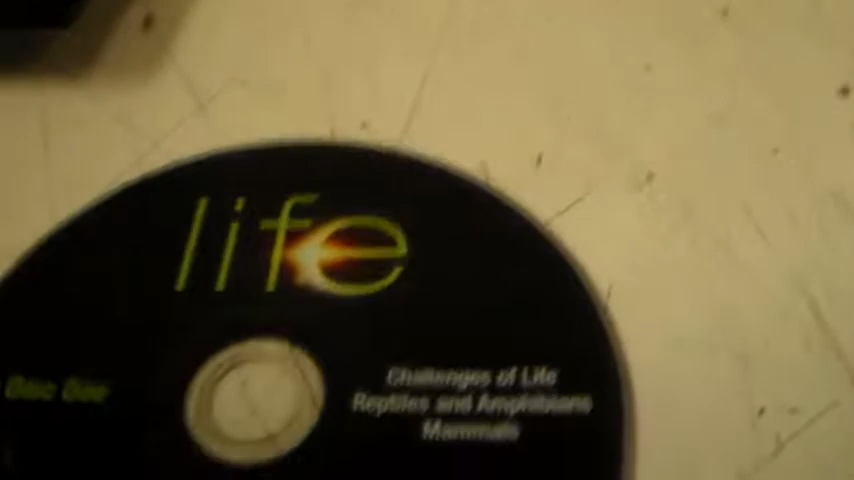 life
Disc One
Challenges of Life
Reptiles and Amphibians
Mammals